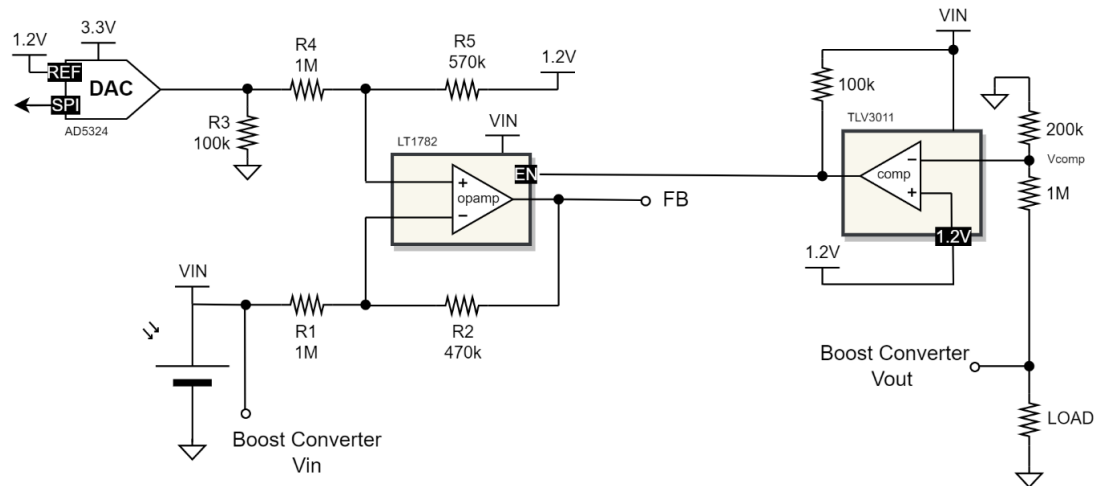 1.2V
3.3V
REF
DAC
SPI
AD5324
R3
100k
R4
1M
R5
570k
1.2V
LT1782
VIN
EN
+
opamp
−
FB
VIN
R1
1M
R2
470k
Boost Converter
Vin
VIN
100k
TLV3011
comp
−
+
1.2V
1.2V
200k
Vcomp
1M
Boost Converter
Vout
LOAD